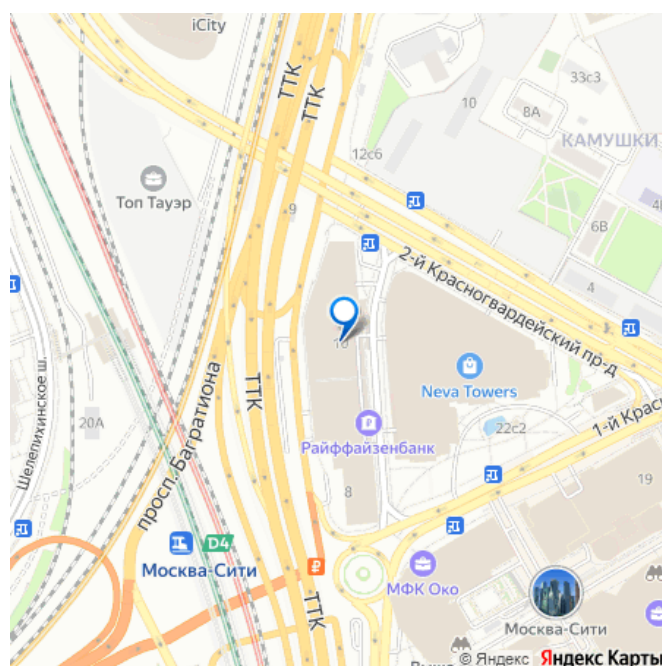 iCity
ТТК
ТТК
33с3
10
8А
КАМУШКИ
12с6
Топ Тауэр
9
6В
2-й Красногвардейский пр-д
4
16
Neva Towers
ТТК
просп. Багратиона
Шелепихинское ш.
20А
Райффайзенбанк
22с2
1-й Крас
8
19
D4
Москва-Сити
₽
МФК Око
ТТК
Москва-Сити
© Яндекс Яндекс Карты